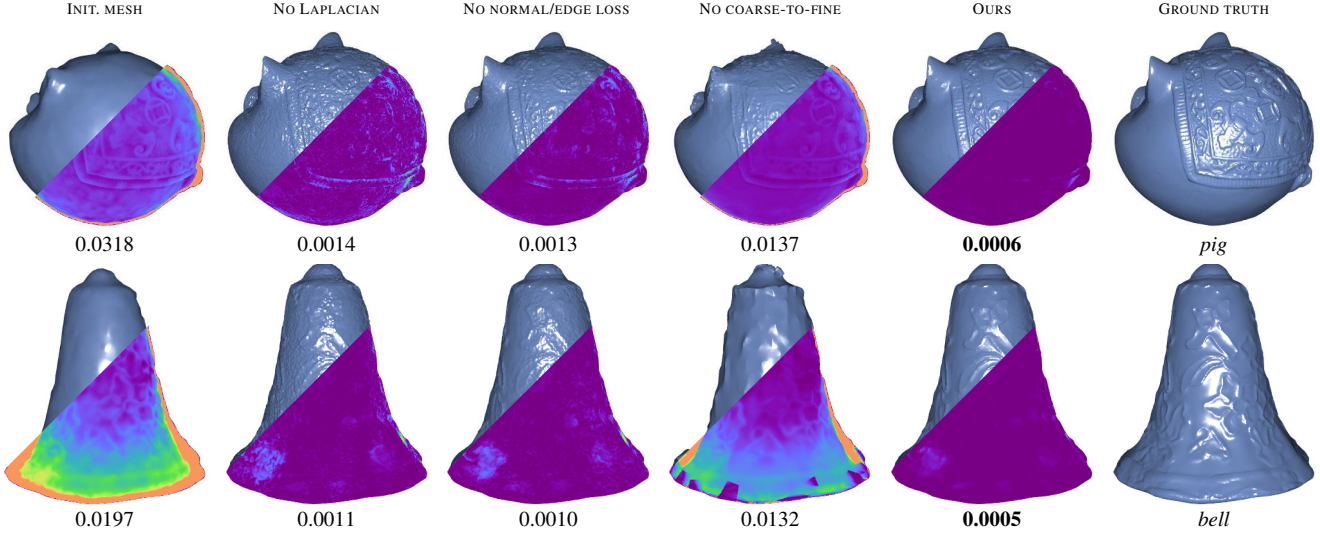 INIT. MESH NO LAPLACIAN NO NORMAL/EDGE LOSS NO COARSE-TO-FINE OURS GROUND TRUTH
0.0318 0.0014 0.0013 0.0137 0.0006 pig
0.0197 0.0011 0.0010 0.0132 0.0005 bell